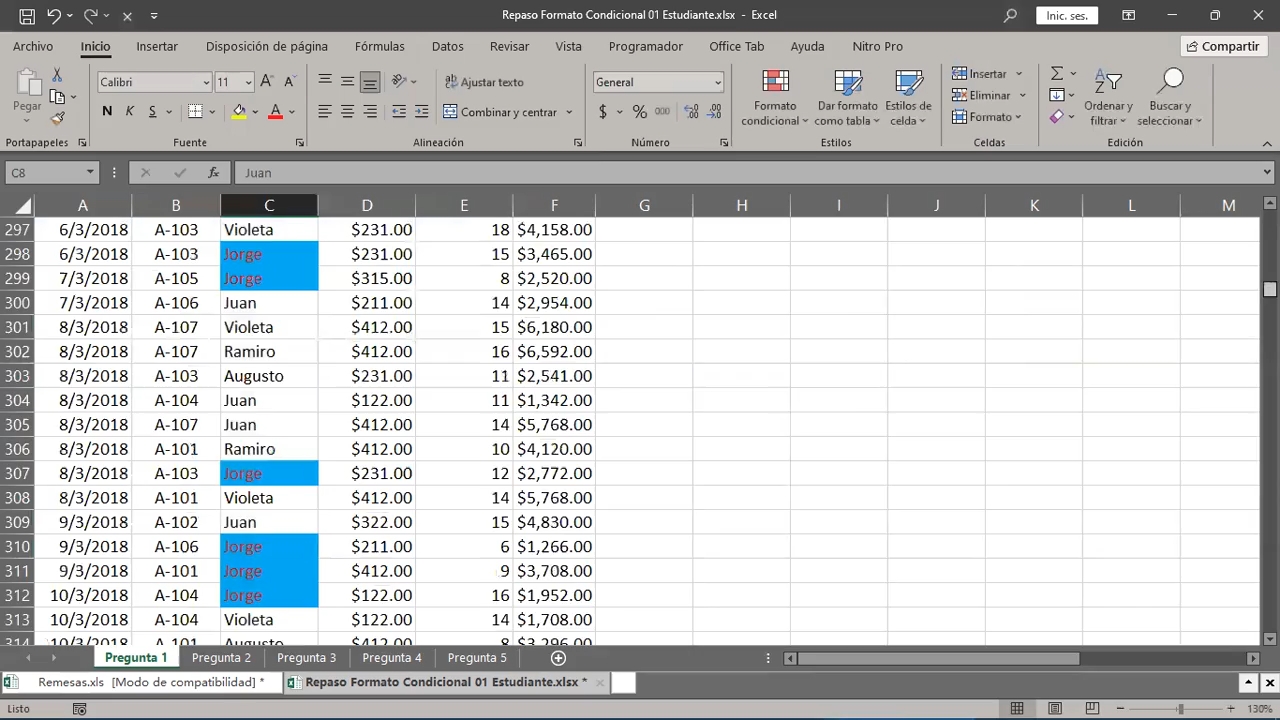 Repaso Formato Condicional 01 Estudiante.xlsx - Excel
Inic. ses.
Archivo Inicio Insertar Disposición de página Fórmulas Datos Revisar Vista Programador Office Tab Ayuda Nitro Pro Compartir
Pegar
Calibri 11
N K S
Ajustar texto
Combinar y centrar
General
$ % 000
Formato condicional
Dar formato como tabla
Estilos de celda
Insertar
Eliminar
Formato
Ordenar y filtrar
Buscar y seleccionar
Portapapeles Fuente Alineación Número Estilos Celdas Edición
C8 fx Juan
A B C D E F G H I J K L M
297 6/3/2018 A-103 Violeta $231.00 18 $4,158.00
298 6/3/2018 A-103 Jorge $231.00 15 $3,465.00
299 7/3/2018 A-105 Jorge $315.00 8 $2,520.00
300 7/3/2018 A-106 Juan $211.00 14 $2,954.00
301 8/3/2018 A-107 Violeta $412.00 15 $6,180.00
302 8/3/2018 A-107 Ramiro $412.00 16 $6,592.00
303 8/3/2018 A-103 Augusto $231.00 11 $2,541.00
304 8/3/2018 A-104 Juan $122.00 11 $1,342.00
305 8/3/2018 A-107 Juan $412.00 14 $5,768.00
306 8/3/2018 A-101 Ramiro $412.00 10 $4,120.00
307 8/3/2018 A-103 Jorge $231.00 12 $2,772.00
308 8/3/2018 A-101 Violeta $412.00 14 $5,768.00
309 9/3/2018 A-102 Juan $322.00 15 $4,830.00
310 9/3/2018 A-106 Jorge $211.00 6 $1,266.00
311 9/3/2018 A-101 Jorge $412.00 9 $3,708.00
312 10/3/2018 A-104 Jorge $122.00 16 $1,952.00
313 10/3/2018 A-104 Violeta $122.00 14 $1,708.00
314 10/3/2018 A-101 Augusto $412.00 8 $3,296.00
Pregunta 1 Pregunta 2 Pregunta 3 Pregunta 4 Pregunta 5
Remesas.xls [Modo de compatibilidad] * Repaso Formato Condicional 01 Estudiante.xlsx *
Listo 130%